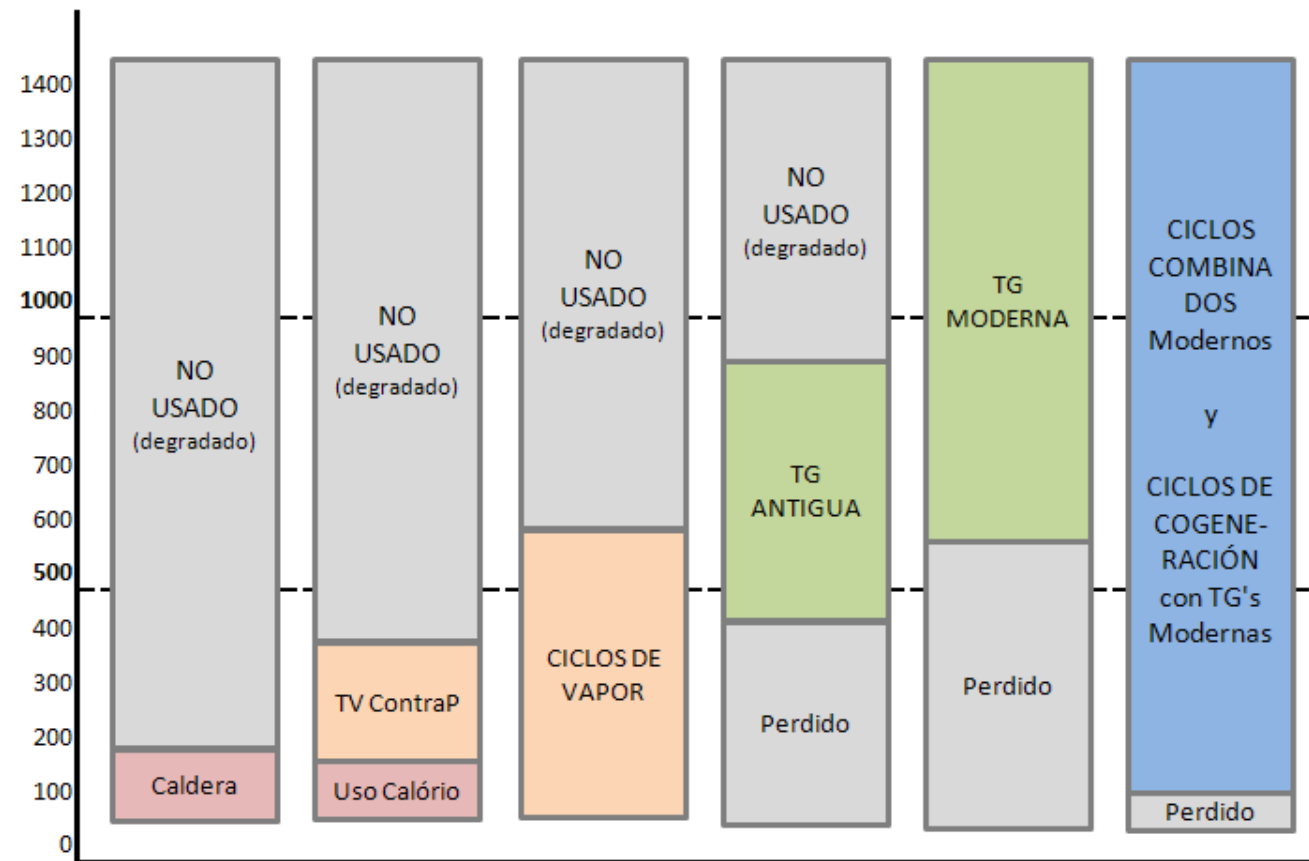 1400
1300
1200
1100
1000
900
800
700
600
500
400
300
200
100
0
NO
USADO
(degradado)
Caldera
NO
USADO
(degradado)
TV ContraP
Uso Calório
NO
USADO
(degradado)
CICLOS DE
VAPOR
NO
USADO
(degradado)
TG
ANTIGUA
Perdido
TG
MODERNA
Perdido
CICLOS
COMBINA
DOS
Modernos
y
CICLOS DE
COGENE-
RACIÓN
con TG's
Modernas
Perdido